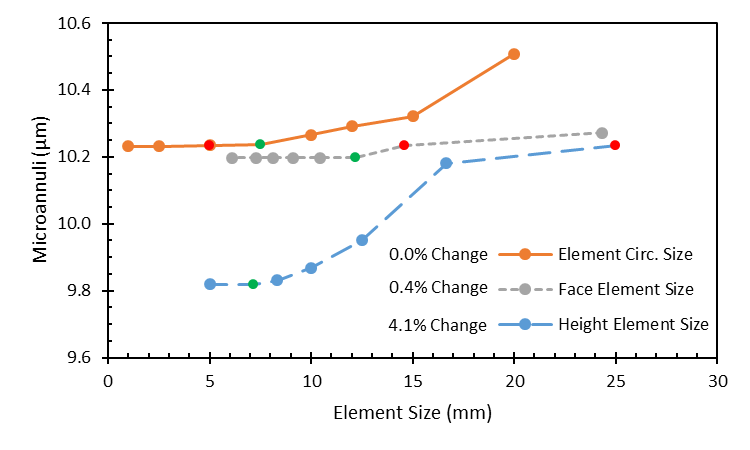 10.6
10.4
10.2
10.0
9.8
9.6
Microannuli (µm)
0.0% Change Element Circ. Size
0.4% Change Face Element Size
4.1% Change Height Element Size
0 5 10 15 20 25 30
Element Size (mm)